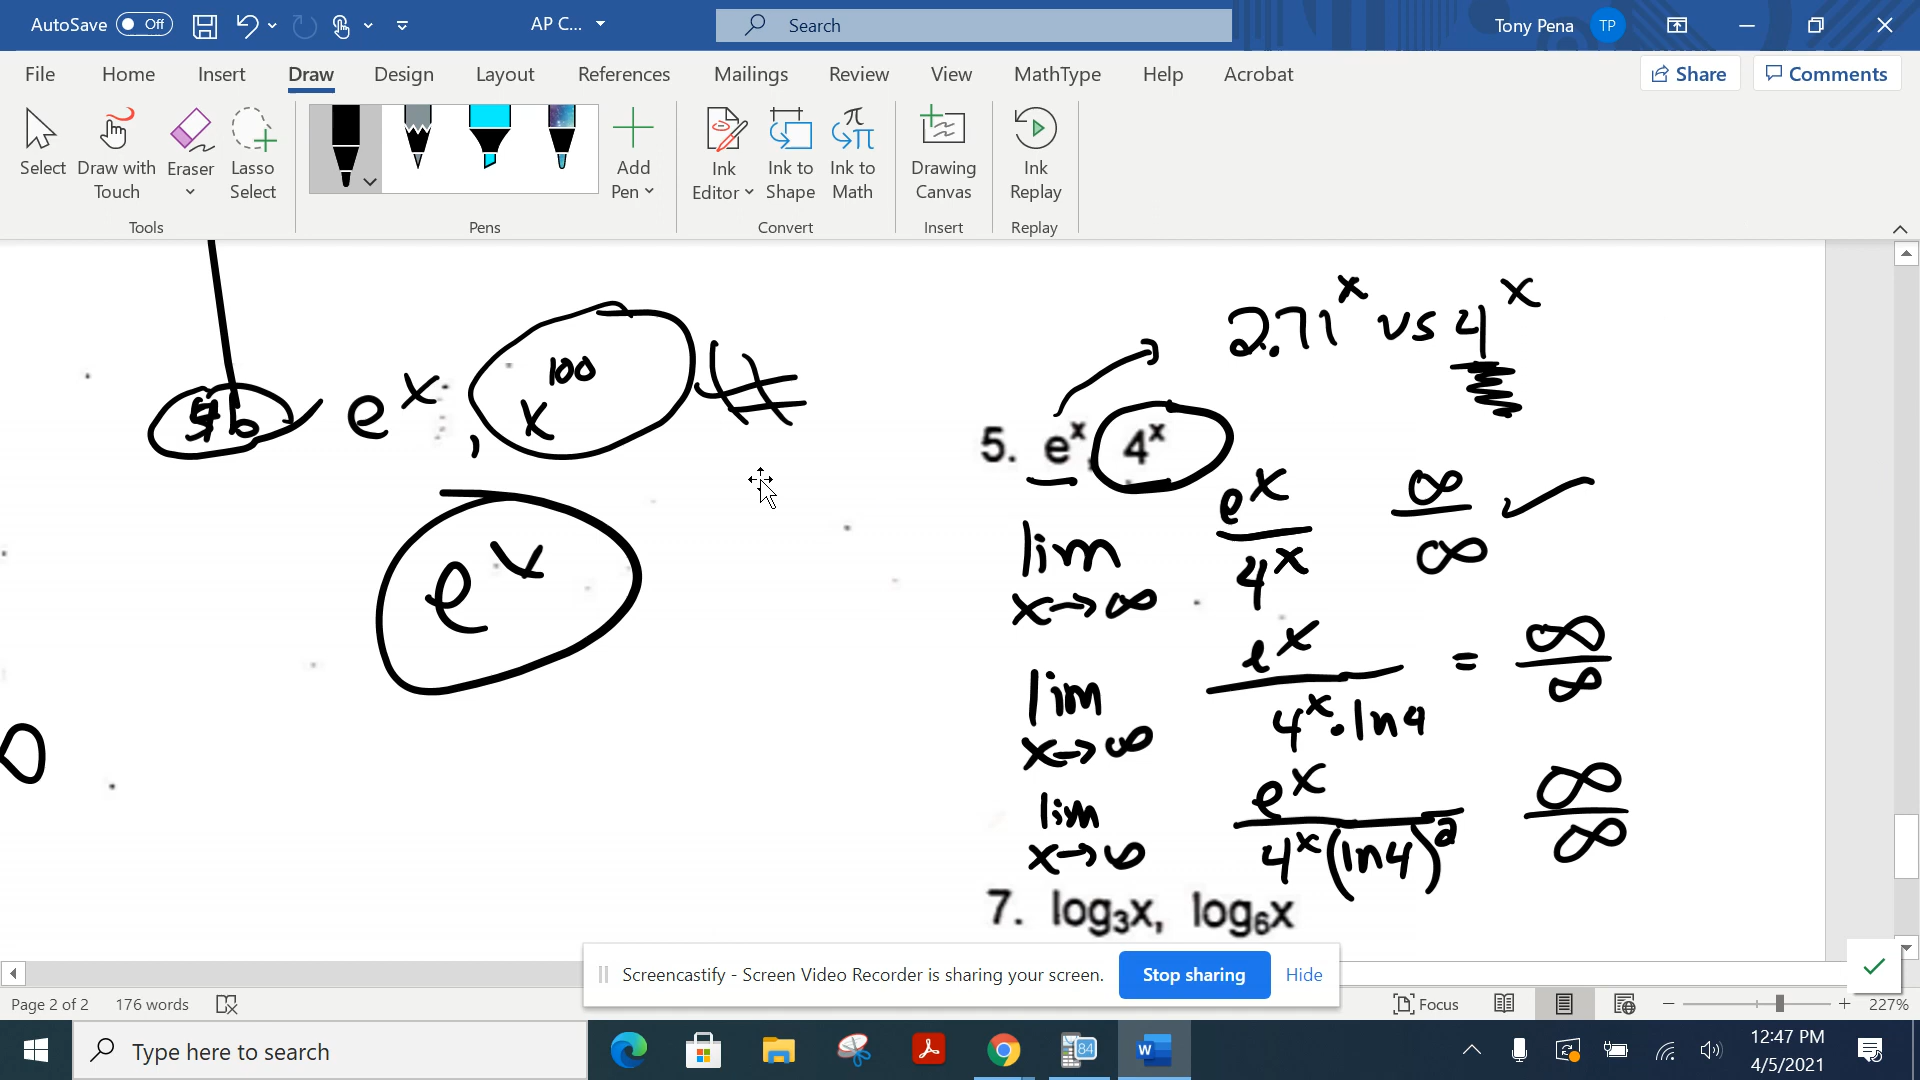 AutoSave Off AP C... Search Tony Pena TP
File Home Insert Draw Design Layout References Mailings Review View MathType Help Acrobat Share Comments
Select Draw with Touch Eraser Lasso Select Add Pen Ink Editor Ink to Shape Ink to Math Drawing Canvas Ink Replay
Tools Pens Convert Insert Replay
e^x, x^100
e^x
2.71^x vs 4^x
5. e^x, 4^x
lim x→∞ e^x/4^x ∞/∞ ✓
lim x→∞ e^x/(4^x·ln4) = ∞/∞
lim x→∞ e^x/(4^x(ln4)^2) ∞/∞
7. log₃x, log₆x
Screencastify - Screen Video Recorder is sharing your screen. Stop sharing Hide
Page 2 of 2 176 words Focus 227%
Type here to search 84 12:47 PM
4/5/2021